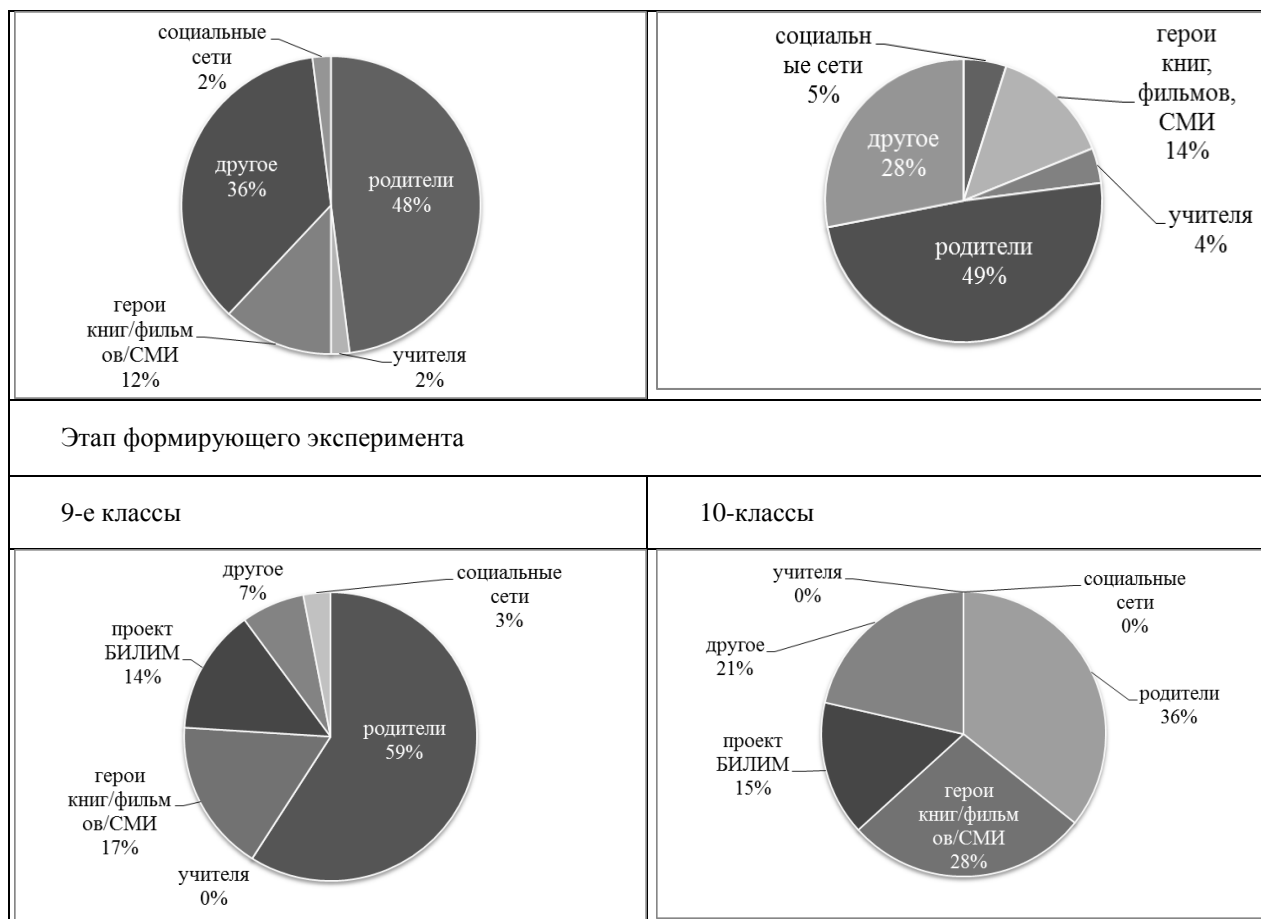 социальные
сети
2%
другое
36%
родители
48%
герои
книг/фильм
ов/СМИ
12%
учителя
2%
социальн
ые сети
5%
герои
книг,
фильмов,
СМИ
14%
другое
28%
учителя
4%
родители
49%
Этап формирующего эксперимента
9-е классы
10-классы
другое
7%
социальные
сети
3%
проект
БИЛИМ
14%
родители
59%
герои
книг/фильм
ов/СМИ
17%
учителя
0%
учителя
0%
социальные
сети
0%
другое
21%
родители
36%
проект
БИЛИМ
15%
герои
книг/фильм
ов/СМИ
28%